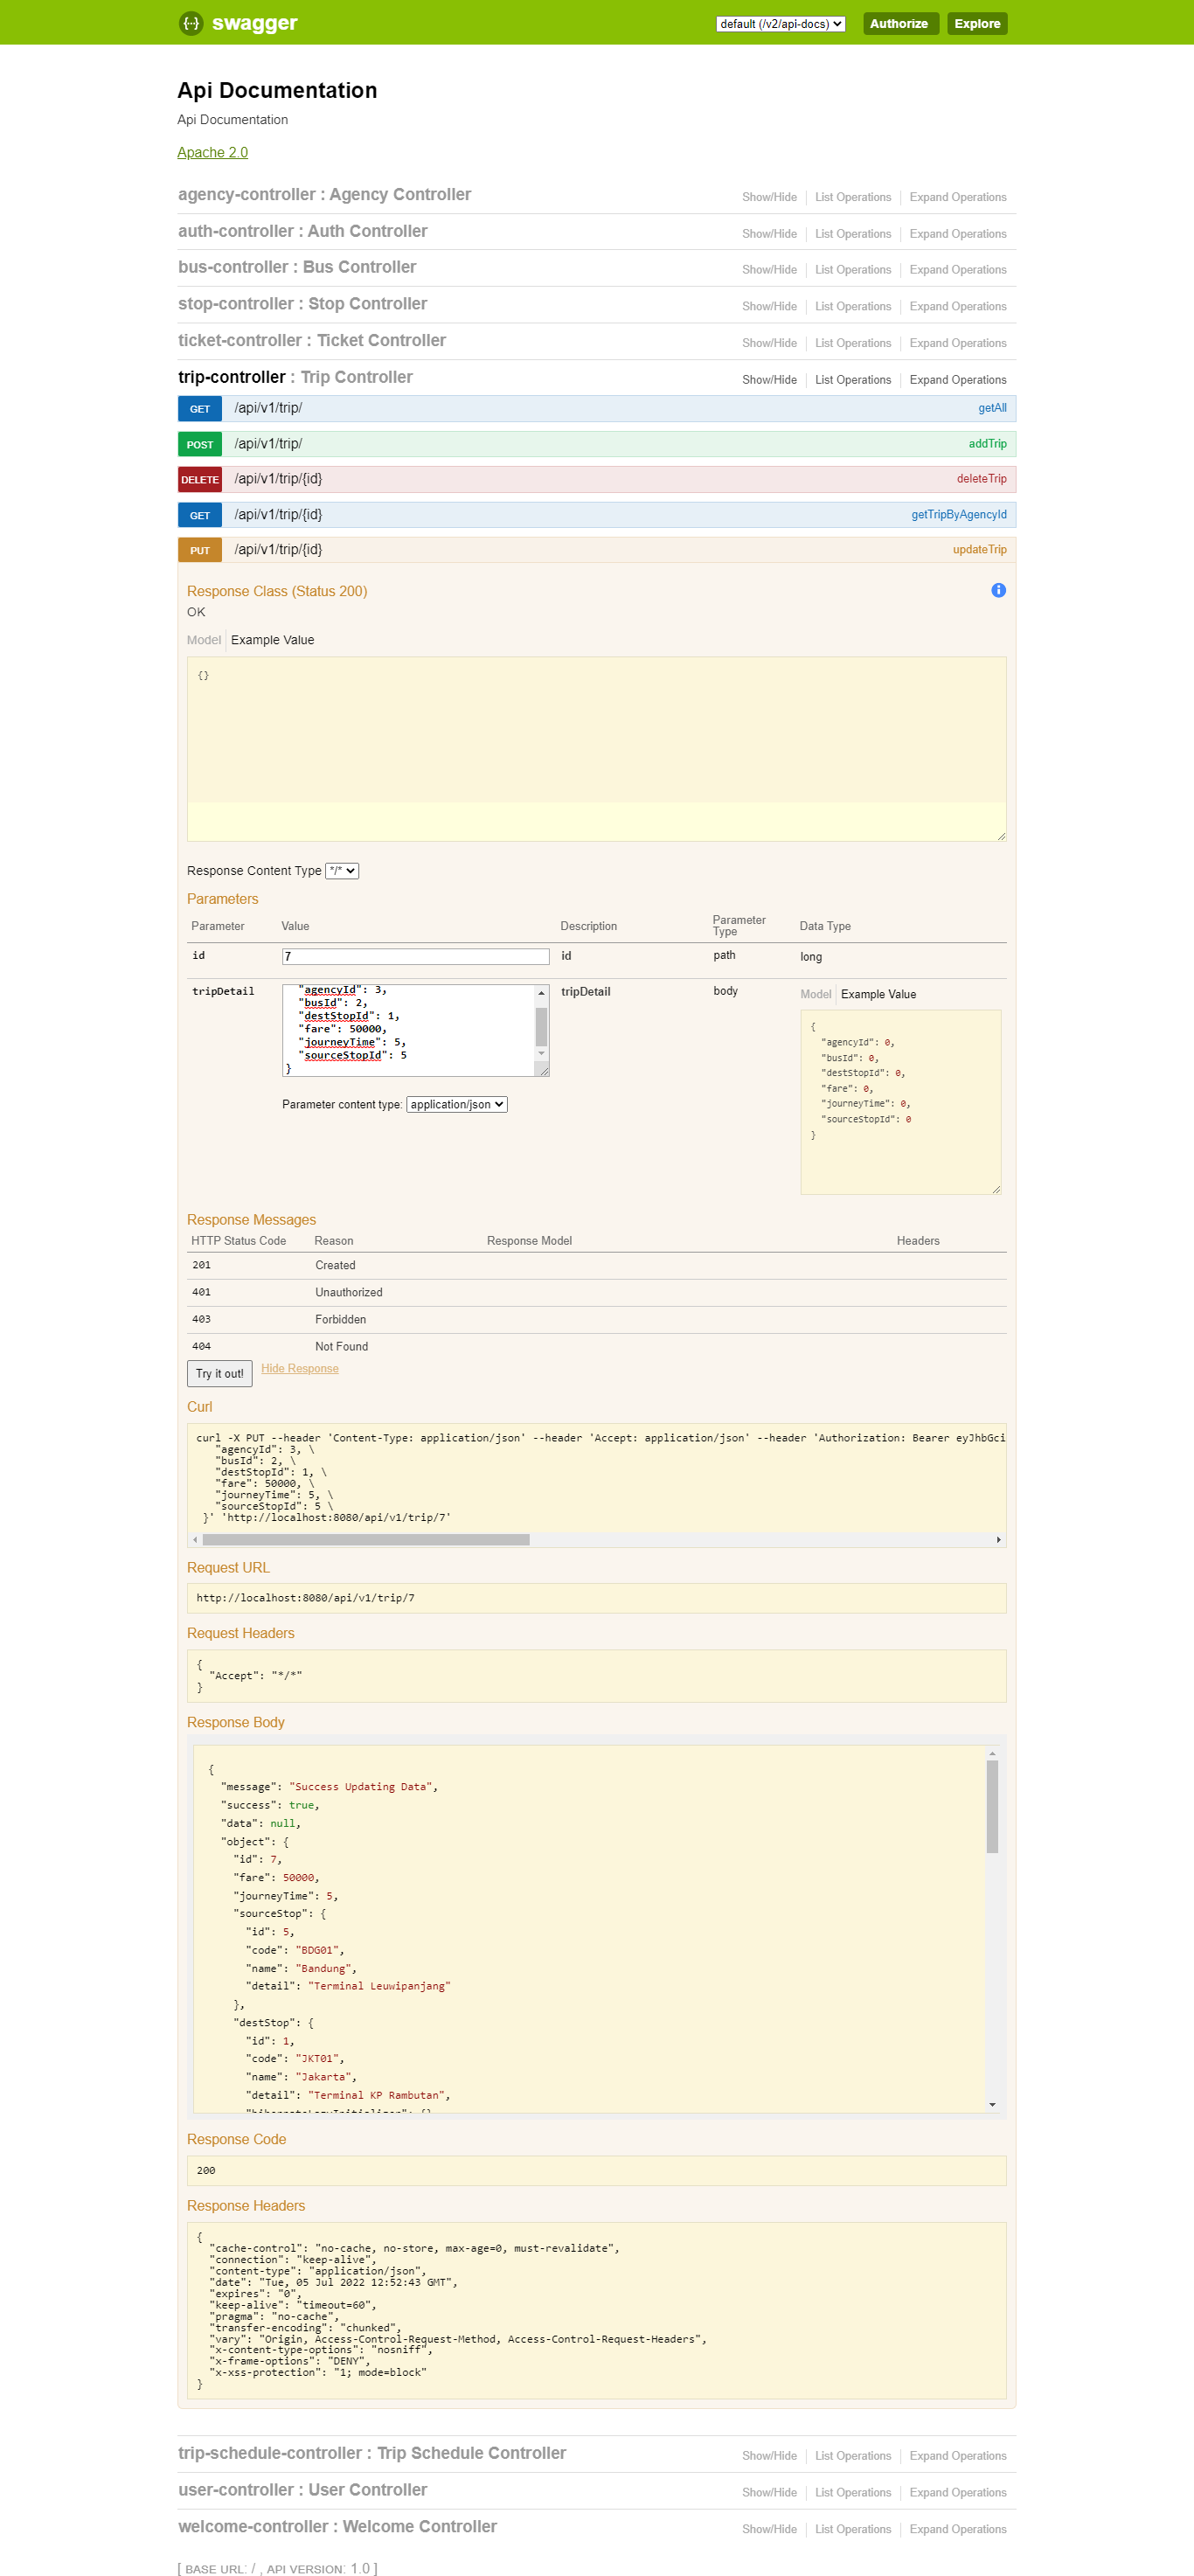 {···} swagger default (/v2/api-docs) Authorize Explore
Api Documentation
Api Documentation
Apache 2.0
agency-controller : Agency Controller Show/Hide List Operations Expand Operations
auth-controller : Auth Controller Show/Hide List Operations Expand Operations
bus-controller : Bus Controller Show/Hide List Operations Expand Operations
stop-controller : Stop Controller Show/Hide List Operations Expand Operations
ticket-controller : Ticket Controller Show/Hide List Operations Expand Operations
trip-controller : Trip Controller Show/Hide List Operations Expand Operations
GET /api/v1/trip/ getAll
POST /api/v1/trip/ addTrip
DELETE /api/v1/trip/{id} deleteTrip
GET /api/v1/trip/{id} getTripByAgencyId
PUT /api/v1/trip/{id} updateTrip
Response Class (Status 200)
OK
Model Example Value
{}
Response Content Type */*
Parameters
Parameter Value Description Parameter Type Data Type
id 7 id path long
tripDetail
"agencyId": 3,
"busId": 2,
"destStopId": 1,
"fare": 50000,
"journeyTime": 5,
"sourceStopId": 5
}
Parameter content type: application/json
tripDetail body
Model Example Value
{
"agencyId": 0,
"busId": 0,
"destStopId": 0,
"fare": 0,
"journeyTime": 0,
"sourceStopId": 0
}
Response Messages
HTTP Status Code Reason Response Model Headers
201 Created
401 Unauthorized
403 Forbidden
404 Not Found
Try it out! Hide Response
Curl
curl -X PUT --header 'Content-Type: application/json' --header 'Accept: application/json' --header 'Authorization: Bearer eyJhbGci
"agencyId": 3, \
"busId": 2, \
"destStopId": 1, \
"fare": 50000, \
"journeyTime": 5, \
"sourceStopId": 5 \
}' 'http://localhost:8080/api/v1/trip/7'
Request URL
http://localhost:8080/api/v1/trip/7
Request Headers
{
"Accept": "*/*"
}
Response Body
{
"message": "Success Updating Data",
"success": true,
"data": null,
"object": {
"id": 7,
"fare": 50000,
"journeyTime": 5,
"sourceStop": {
"id": 5,
"code": "BDG01",
"name": "Bandung",
"detail": "Terminal Leuwipanjang"
},
"destStop": {
"id": 1,
"code": "JKT01",
"name": "Jakarta",
"detail": "Terminal KP Rambutan",
"hibernateLazyInitializer": {}
Response Code
200
Response Headers
{
"cache-control": "no-cache, no-store, max-age=0, must-revalidate",
"connection": "keep-alive",
"content-type": "application/json",
"date": "Tue, 05 Jul 2022 12:52:43 GMT",
"expires": "0",
"keep-alive": "timeout=60",
"pragma": "no-cache",
"transfer-encoding": "chunked",
"vary": "Origin, Access-Control-Request-Method, Access-Control-Request-Headers",
"x-content-type-options": "nosniff",
"x-frame-options": "DENY",
"x-xss-protection": "1; mode=block"
}
trip-schedule-controller : Trip Schedule Controller Show/Hide List Operations Expand Operations
user-controller : User Controller Show/Hide List Operations Expand Operations
welcome-controller : Welcome Controller Show/Hide List Operations Expand Operations
[ BASE URL: / , API VERSION: 1.0 ]